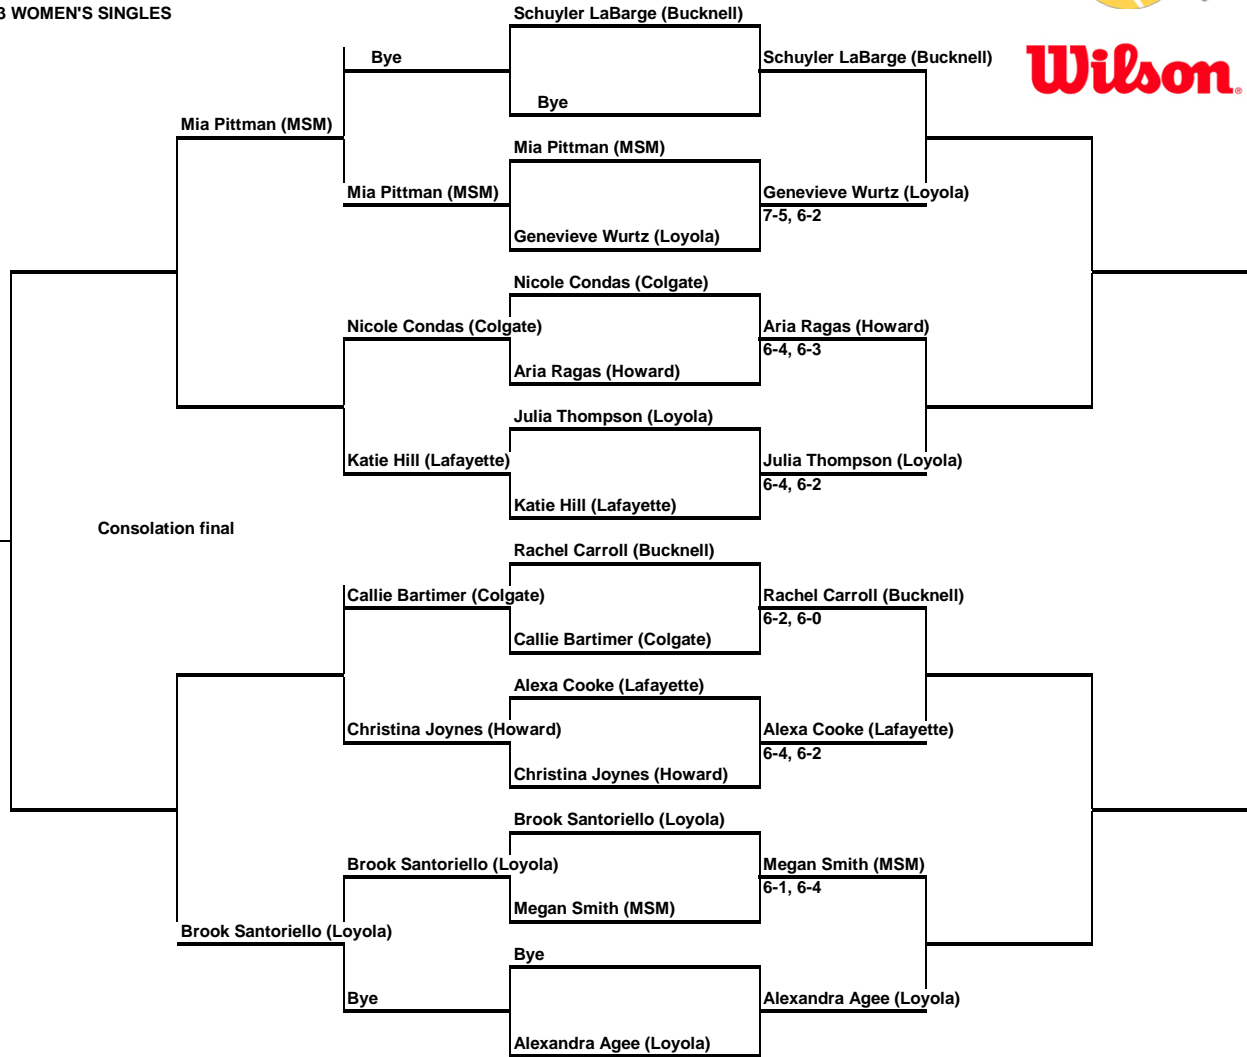 3 WOMEN'S SINGLES
Schuyler LaBarge (Bucknell)
Bye
Schuyler LaBarge (Bucknell)
Wilson
Bye
Mia Pittman (MSM)
Mia Pittman (MSM)
Mia Pittman (MSM)
Genevieve Wurtz (Loyola)
7-5, 6-2
Genevieve Wurtz (Loyola)
Nicole Condas (Colgate)
Nicole Condas (Colgate)
Aria Ragas (Howard)
6-4, 6-3
Aria Ragas (Howard)
Julia Thompson (Loyola)
Katie Hill (Lafayette)
Julia Thompson (Loyola)
6-4, 6-2
Katie Hill (Lafayette)
Consolation final
Rachel Carroll (Bucknell)
Callie Bartimer (Colgate)
Rachel Carroll (Bucknell)
6-2, 6-0
Callie Bartimer (Colgate)
Alexa Cooke (Lafayette)
Christina Joynes (Howard)
Alexa Cooke (Lafayette)
6-4, 6-2
Christina Joynes (Howard)
Brook Santoriello (Loyola)
Brook Santoriello (Loyola)
Megan Smith (MSM)
6-1, 6-4
Megan Smith (MSM)
Brook Santoriello (Loyola)
Bye
Bye
Alexandra Agee (Loyola)
Alexandra Agee (Loyola)